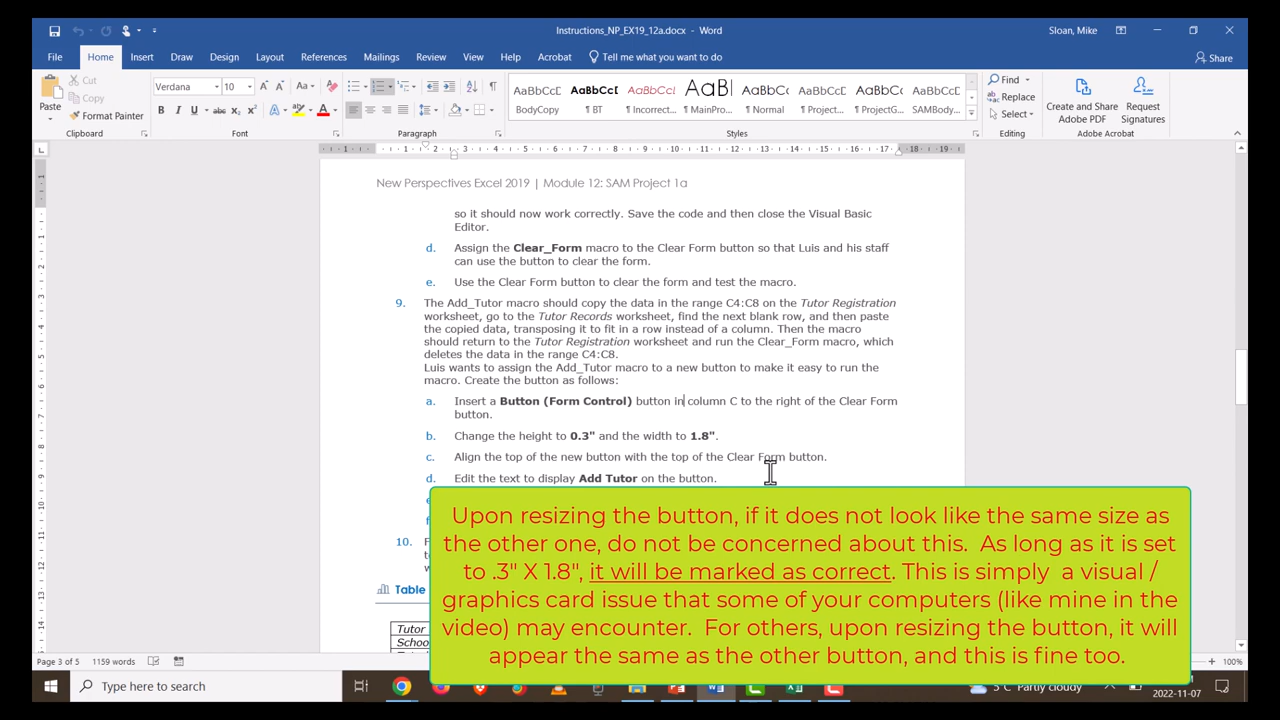 Instructions_NP_EX19_12a.docx - Word
Sloan, Mike
File Home Insert Draw Design Layout References Mailings Review View Help Acrobat Tell me what you want to do
Share
Paste
Cut
Copy
Format Painter
Clipboard
Verdana 10
Font
Paragraph
AaBbCcD AaBbCcI AaBbCcI AaBl AaBbCc AaBbCcI AaBbCc AaBbCcD
BodyCopy ¶ BT ¶ Incorrect... ¶ MainPro... ¶ Normal ¶ Project... ¶ ProjectG... SAMBody...
Styles
Find
Replace
Select
Editing
Create and Share Adobe PDF
Request Signatures
Adobe Acrobat
New Perspectives Excel 2019 | Module 12: SAM Project 1a
so it should now work correctly. Save the code and then close the Visual Basic
Editor.
d. Assign the Clear_Form macro to the Clear Form button so that Luis and his staff
can use the button to clear the form.
e. Use the Clear Form button to clear the form and test the macro.
9. The Add_Tutor macro should copy the data in the range C4:C8 on the Tutor Registration
worksheet, go to the Tutor Records worksheet, find the next blank row, and then paste
the copied data, transposing it to fit in a row instead of a column. Then the macro
should return to the Tutor Registration worksheet and run the Clear_Form macro, which
deletes the data in the range C4:C8.
Luis wants to assign the Add_Tutor macro to a new button to make it easy to run the
macro. Create the button as follows:
a. Insert a Button (Form Control) button in column C to the right of the Clear Form
button.
b. Change the height to 0.3" and the width to 1.8".
c. Align the top of the new button with the top of the Clear Form button.
d. Edit the text to display Add Tutor on the button.
10.
Table
Tutor
Schoo
Upon resizing the button, if it does not look like the same size as
the other one, do not be concerned about this. As long as it is set
to .3" X 1.8", it will be marked as correct. This is simply a visual /
graphics card issue that some of your computers (like mine in the
video) may encounter. For others, upon resizing the button, it will
appear the same as the other button, and this is fine too.
Page 3 of 5 1159 words
100%
Type here to search
5°C Partly cloudy
2022-11-07